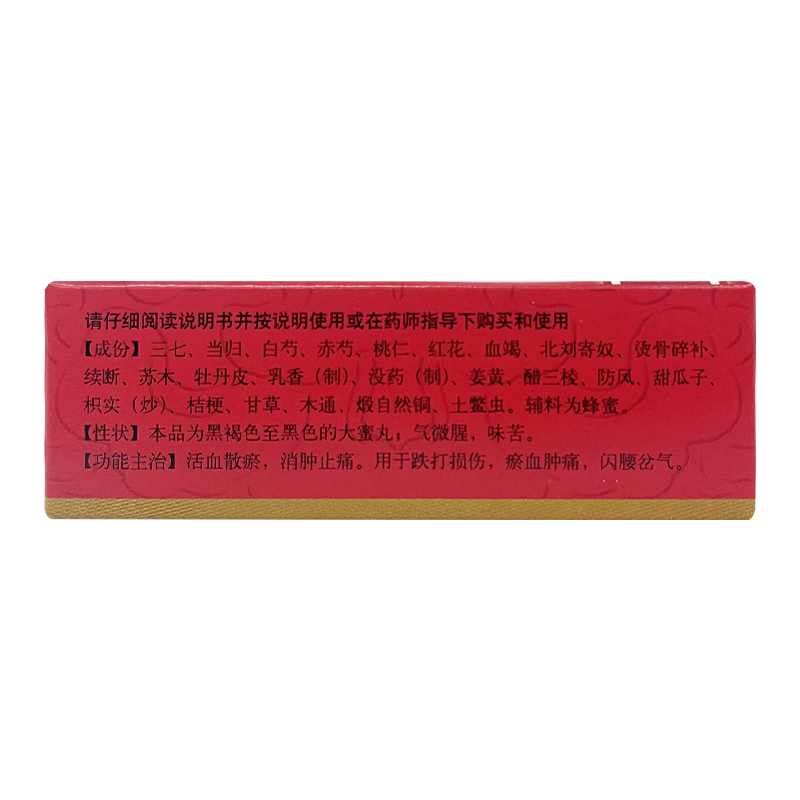 请仔细阅读说明书并按说明使用或在药师指导下购买和使用
【成份】三七、当归、白芍、赤芍、桃仁、红花、血竭、北刘寄奴、烫骨碎补、
续断、苏木、牡丹皮、乳香（制）、没药（制）、姜黄、醋三棱、防风、甜瓜子、
枳实（炒）、桔梗、甘草、木通、煅自然铜、土鳖虫。辅料为蜂蜜。
【性状】本品为黑褐色至黑色的大蜜丸；气微腥，味苦。
【功能主治】活血散瘀，消肿止痛。用于跌打损伤，瘀血肿痛，闪腰岔气。